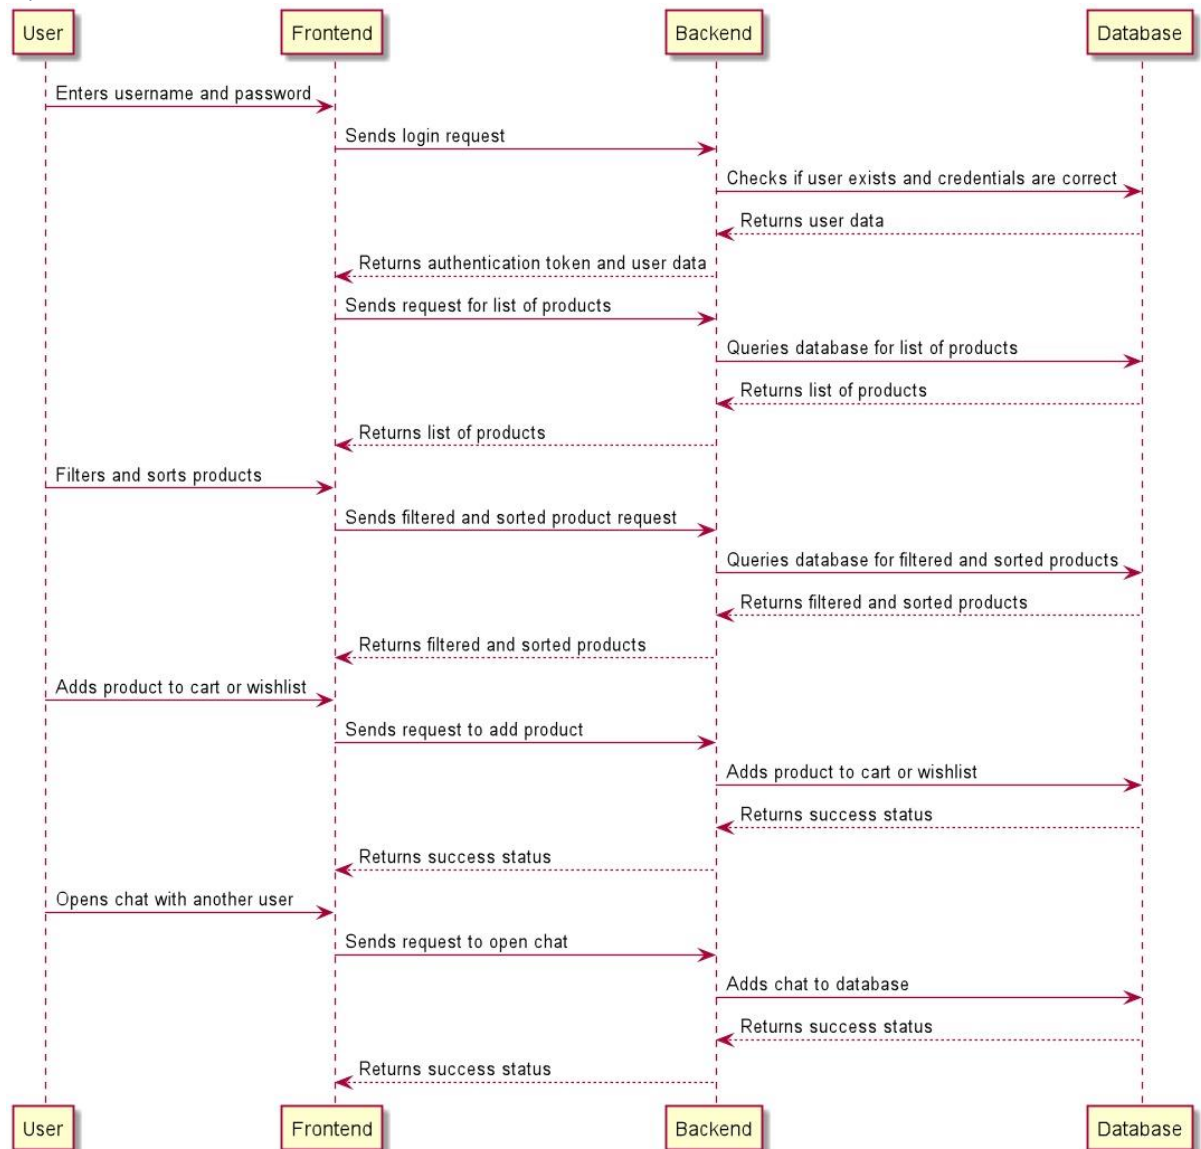 User Frontend Backend Database
Enters username and password
Sends login request
Checks if user exists and credentials are correct
Returns user data
Returns authentication token and user data
Sends request for list of products
Queries database for list of products
Returns list of products
Returns list of products
Filters and sorts products
Sends filtered and sorted product request
Queries database for filtered and sorted products
Returns filtered and sorted products
Returns filtered and sorted products
Adds product to cart or wishlist
Sends request to add product
Adds product to cart or wishlist
Returns success status
Returns success status
Opens chat with another user
Sends request to open chat
Adds chat to database
Returns success status
Returns success status
User Frontend Backend Database